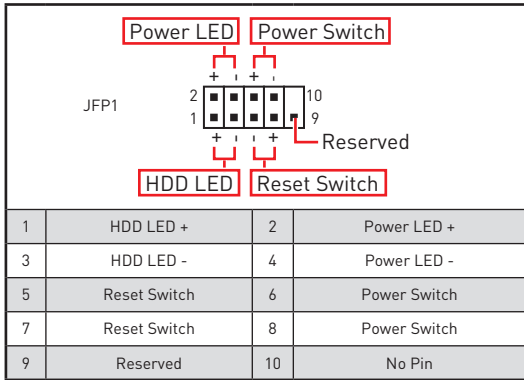 Power LED Power Switch
+ - + -
JFP1
2 10
1 9
+ - - +
Reserved
HDD LED Reset Switch
1 HDD LED + 2 Power LED +
3 HDD LED - 4 Power LED -
5 Reset Switch 6 Power Switch
7 Reset Switch 8 Power Switch
9 Reserved 10 No Pin